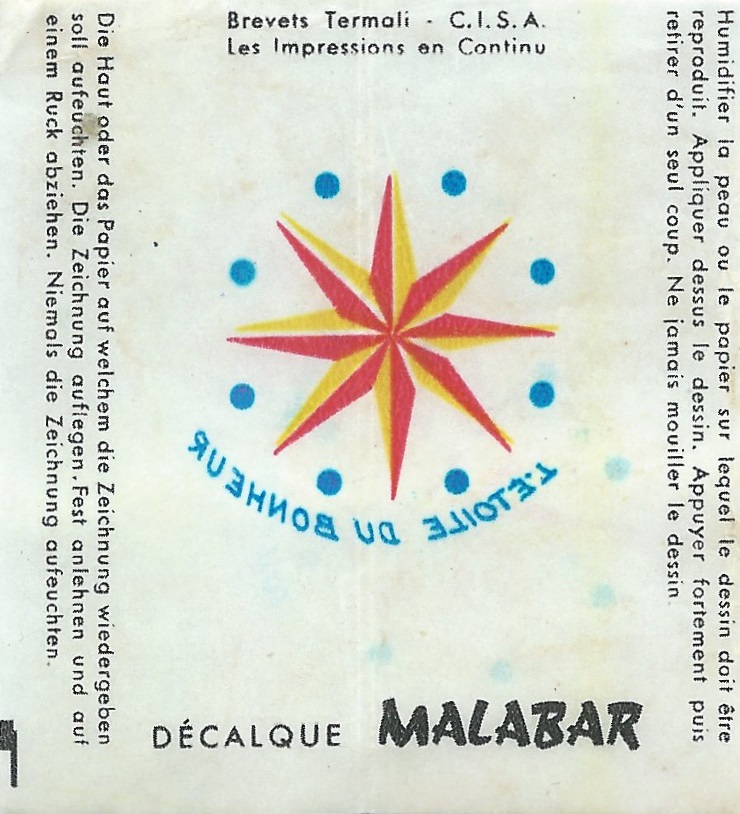 Brevets Termali - C.I.S.A.
Les Impressions en Continu
Humidifier la peau ou le papier sur lequel le dessin doit être
reproduit. Appliquer dessus le dessin. Appuyer fortement puis
retirer d'un seul coup. Ne jamais mouiller le dessin.
Die Haut oder das Papier auf welchem die Zeichnung wiedergeben
soll aufeuchten. Die Zeichnung auflegen. Fest anlehnen und auf
einem Ruck abziehen. Niemals die Zeichnung aufeuchten.
L'ÉTOILE DU BONHEUR
DÉCALQUE MALABAR